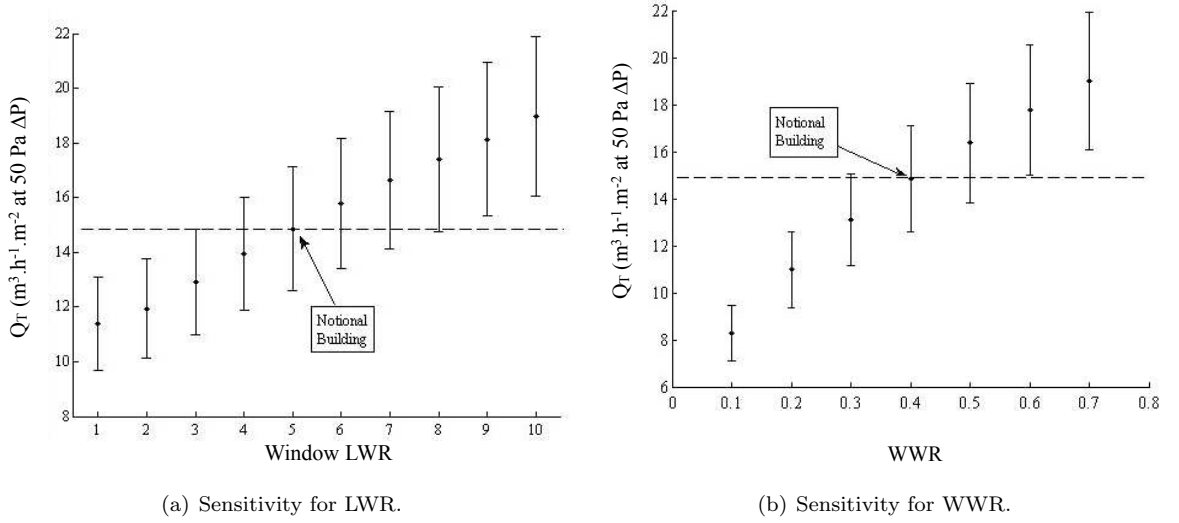 22
20
18
16
14
12
10
8
Q_T (m³.h⁻¹.m⁻² at 50 Pa ΔP)
Notional
Building
1 2 3 4 5 6 7 8 9 10
Window LWR
(a) Sensitivity for LWR.
22
20
18
16
14
12
10
8
6
Q_T (m³.h⁻¹.m⁻² at 50 Pa ΔP)
Notional
Building
0 0.1 0.2 0.3 0.4 0.5 0.6 0.7 0.8
WWR
(b) Sensitivity for WWR.